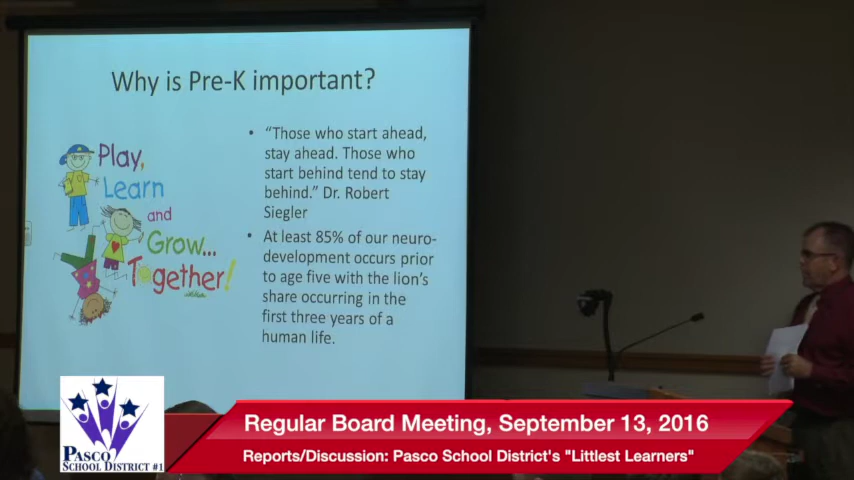 Why is Pre-K important?
Play,
Learn
and
Grow...
Together!
• "Those who start ahead,
stay ahead. Those who
start behind tend to stay
behind." Dr. Robert
Siegler
• At least 85% of our neuro-
development occurs prior
to age five with the lion's
share occurring in the
first three years of a
human life.
PASCO
SCHOOL DISTRICT #1
Regular Board Meeting, September 13, 2016
Reports/Discussion: Pasco School District's "Littlest Learners"